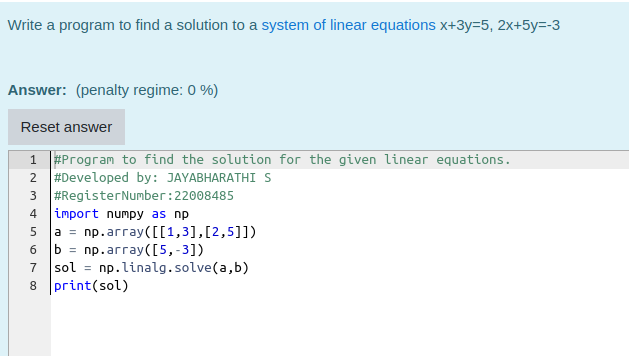 Write a program to find a solution to a system of linear equations x+3y=5, 2x+5y=-3
Answer: (penalty regime: 0 %)
Reset answer
1 #Program to find the solution for the given linear equations.
2 #Developed by: JAYABHARATHI S
3 #RegisterNumber:22008485
4 import numpy as np
5 a = np.array([[1,3],[2,5]])
6 b = np.array([5,-3])
7 sol = np.linalg.solve(a,b)
8 print(sol)